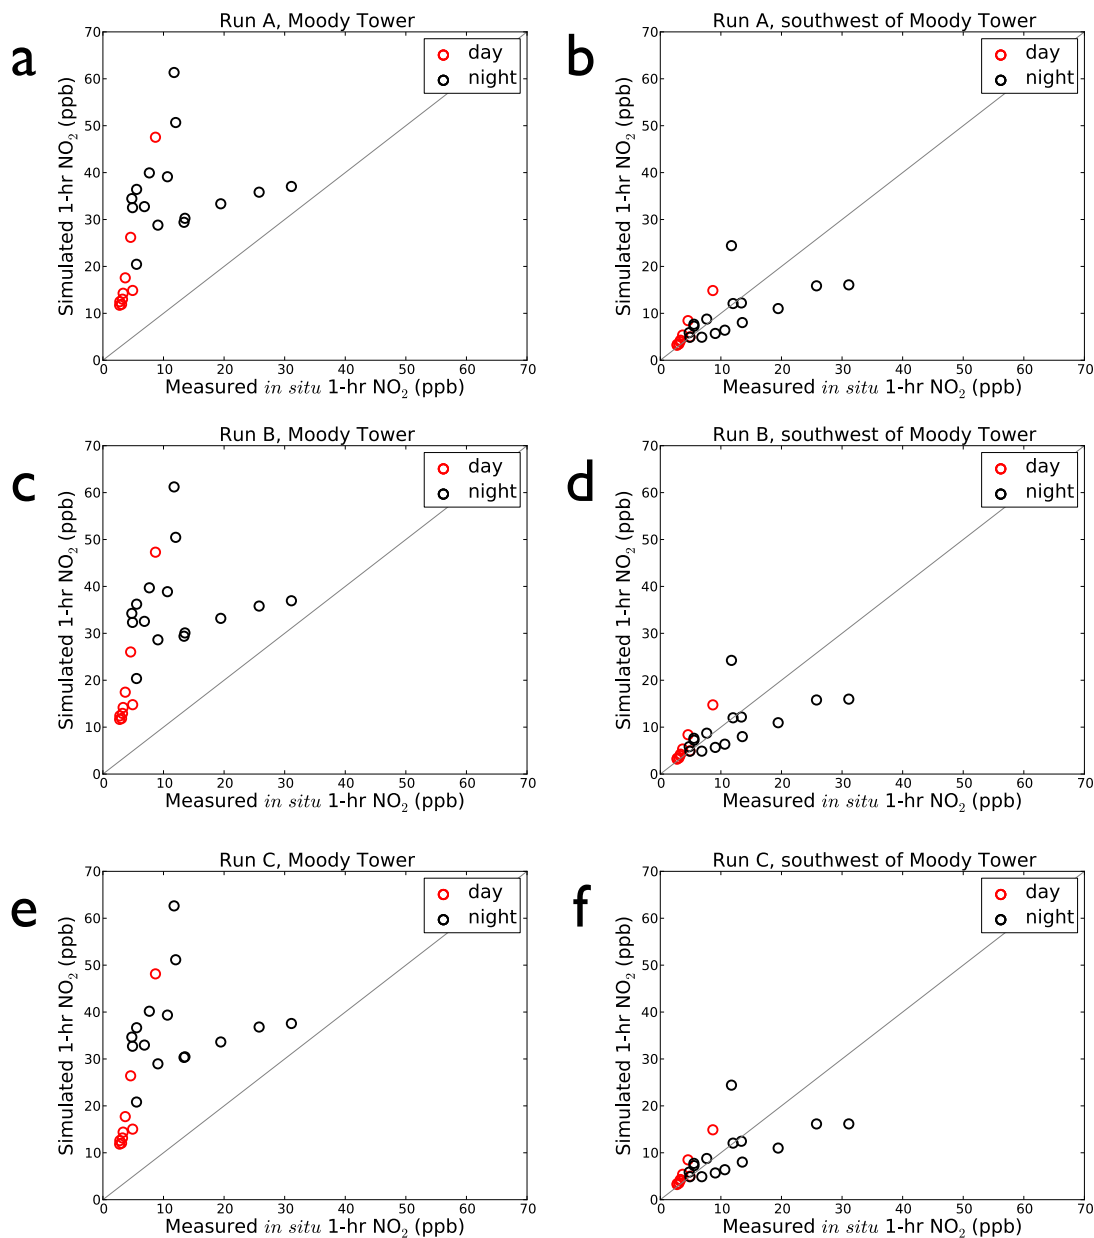 a
Run A, Moody Tower
70
60
50
40
30
20
10
0
0 10 20 30 40 50 60 70
Simulated 1-hr NO₂ (ppb)
Measured in situ 1-hr NO₂ (ppb)
day
night
b
Run A, southwest of Moody Tower
70
60
50
40
30
20
10
0
0 10 20 30 40 50 60 70
Simulated 1-hr NO₂ (ppb)
Measured in situ 1-hr NO₂ (ppb)
day
night
c
Run B, Moody Tower
70
60
50
40
30
20
10
0
0 10 20 30 40 50 60 70
Simulated 1-hr NO₂ (ppb)
Measured in situ 1-hr NO₂ (ppb)
day
night
d
Run B, southwest of Moody Tower
70
60
50
40
30
20
10
0
0 10 20 30 40 50 60 70
Simulated 1-hr NO₂ (ppb)
Measured in situ 1-hr NO₂ (ppb)
day
night
e
Run C, Moody Tower
70
60
50
40
30
20
10
0
0 10 20 30 40 50 60 70
Simulated 1-hr NO₂ (ppb)
Measured in situ 1-hr NO₂ (ppb)
day
night
f
Run C, southwest of Moody Tower
70
60
50
40
30
20
10
0
0 10 20 30 40 50 60 70
Simulated 1-hr NO₂ (ppb)
Measured in situ 1-hr NO₂ (ppb)
day
night